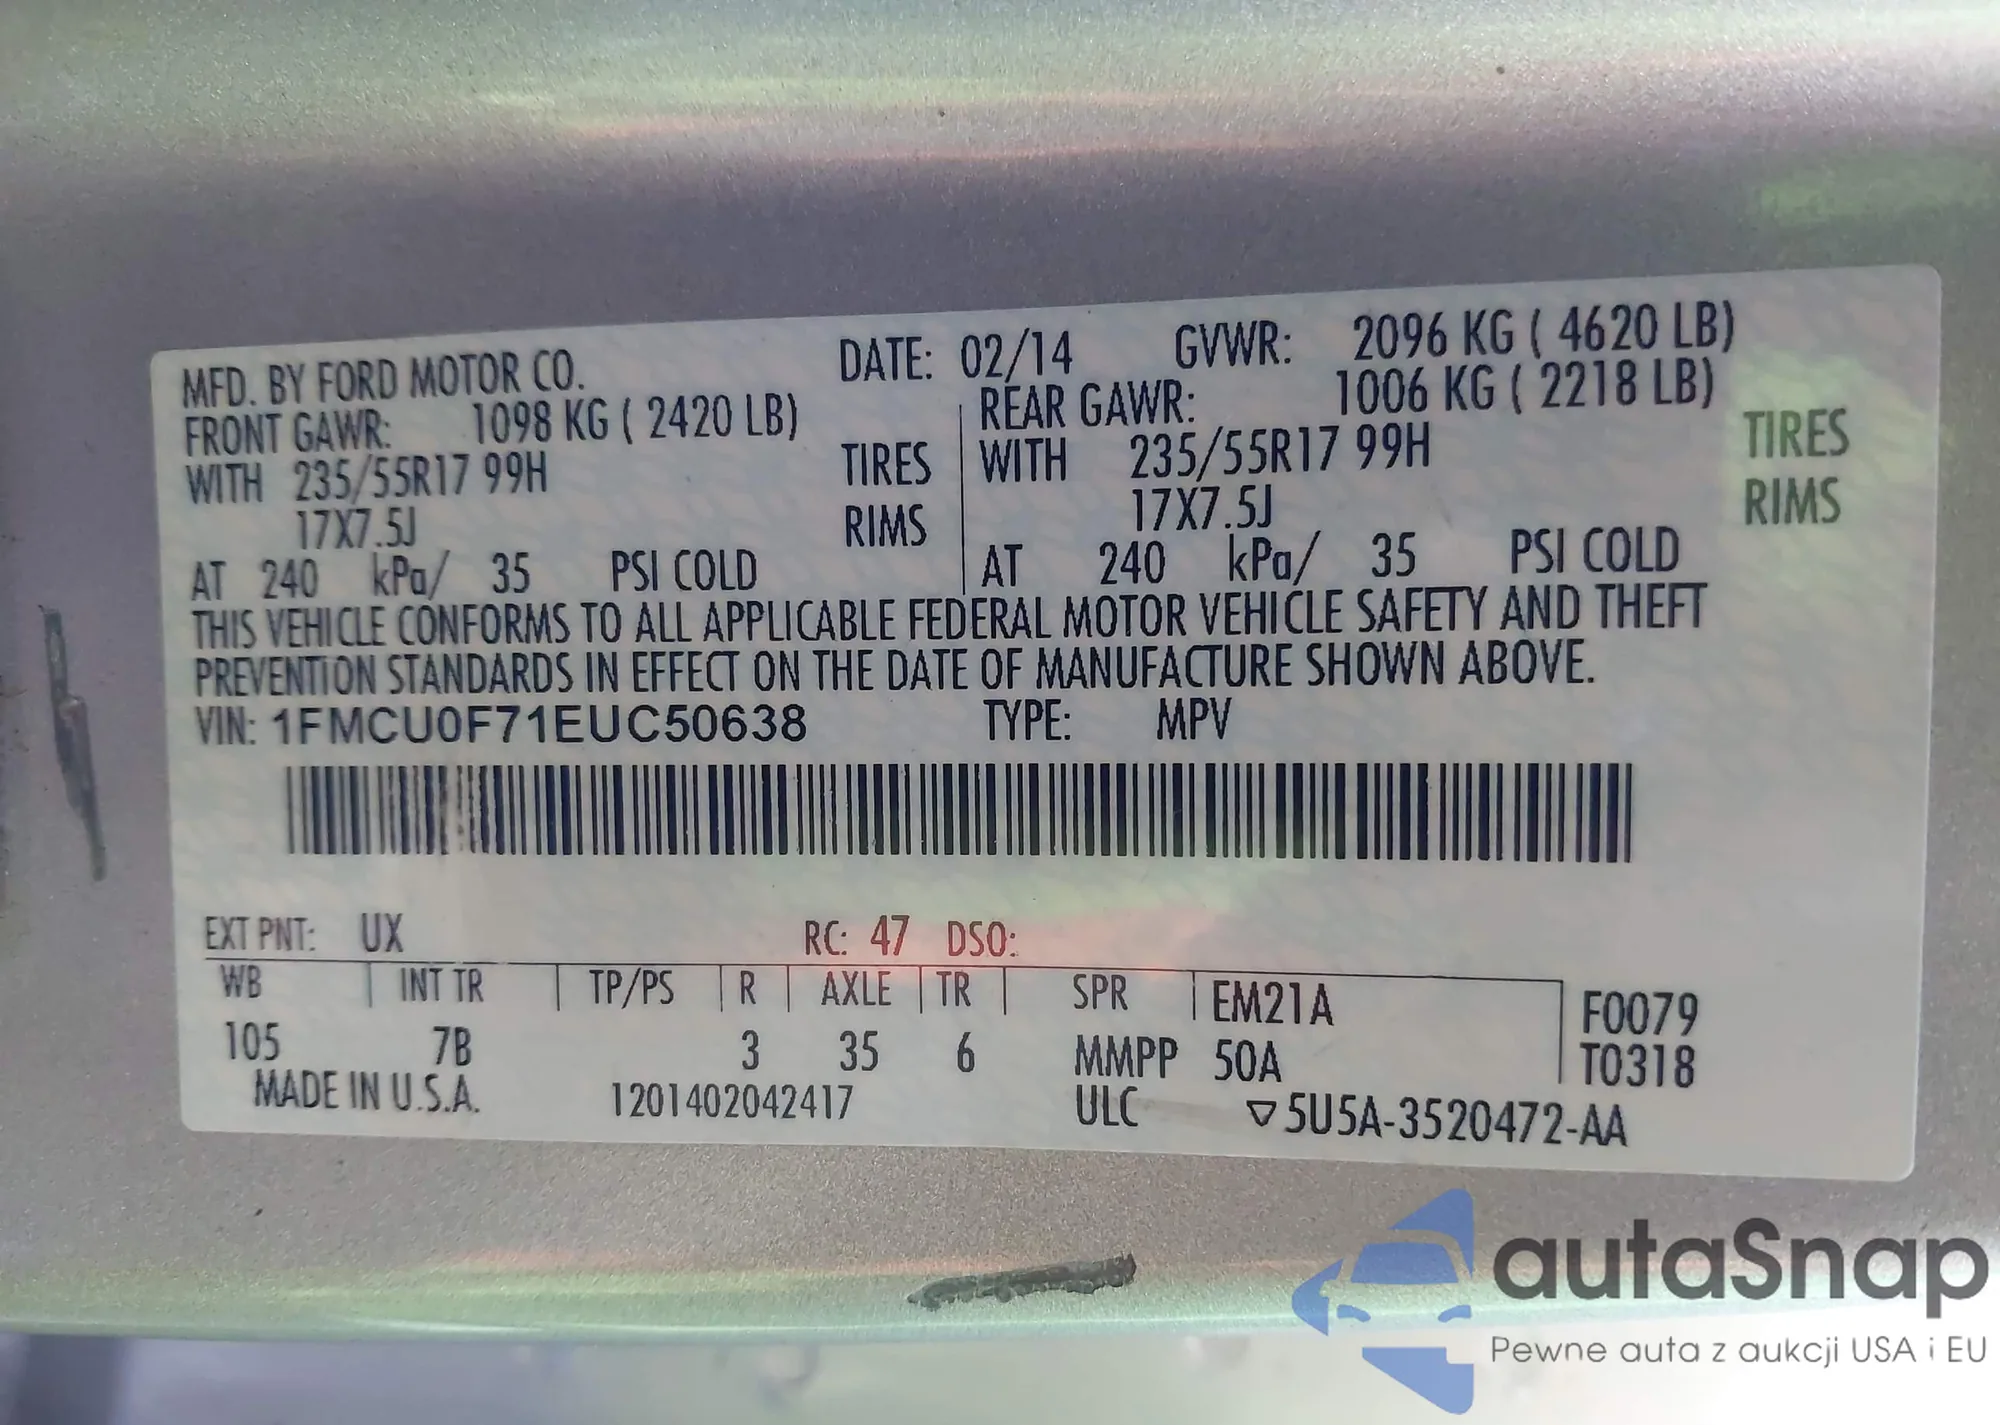 MFD. BY FORD MOTOR CO. DATE: 02/14 GVWR: 2096 KG ( 4620 LB)
FRONT GAWR: 1098 KG ( 2420 LB) REAR GAWR: 1006 KG ( 2218 LB)
WITH 235/55R17 99H TIRES WITH 235/55R17 99H TIRES
17X7.5J RIMS 17X7.5J RIMS
AT 240 kPa/ 35 PSI COLD AT 240 kPa/ 35 PSI COLD
THIS VEHICLE CONFORMS TO ALL APPLICABLE FEDERAL MOTOR VEHICLE SAFETY AND THEFT
PREVENTION STANDARDS IN EFFECT ON THE DATE OF MANUFACTURE SHOWN ABOVE.
VIN: 1FMCU0F71EUC50638 TYPE: MPV
EXT PNT: UX RC: 47 DSO:
WB INT TR TP/PS R AXLE TR SPR EM21A F0079
105 7B 3 35 6 MMPP 50A T0318
MADE IN U.S.A. 1201402042417 ULC ▽5U5A-3520472-AA
autaSnap
Pewne auta z aukcji USA i EU